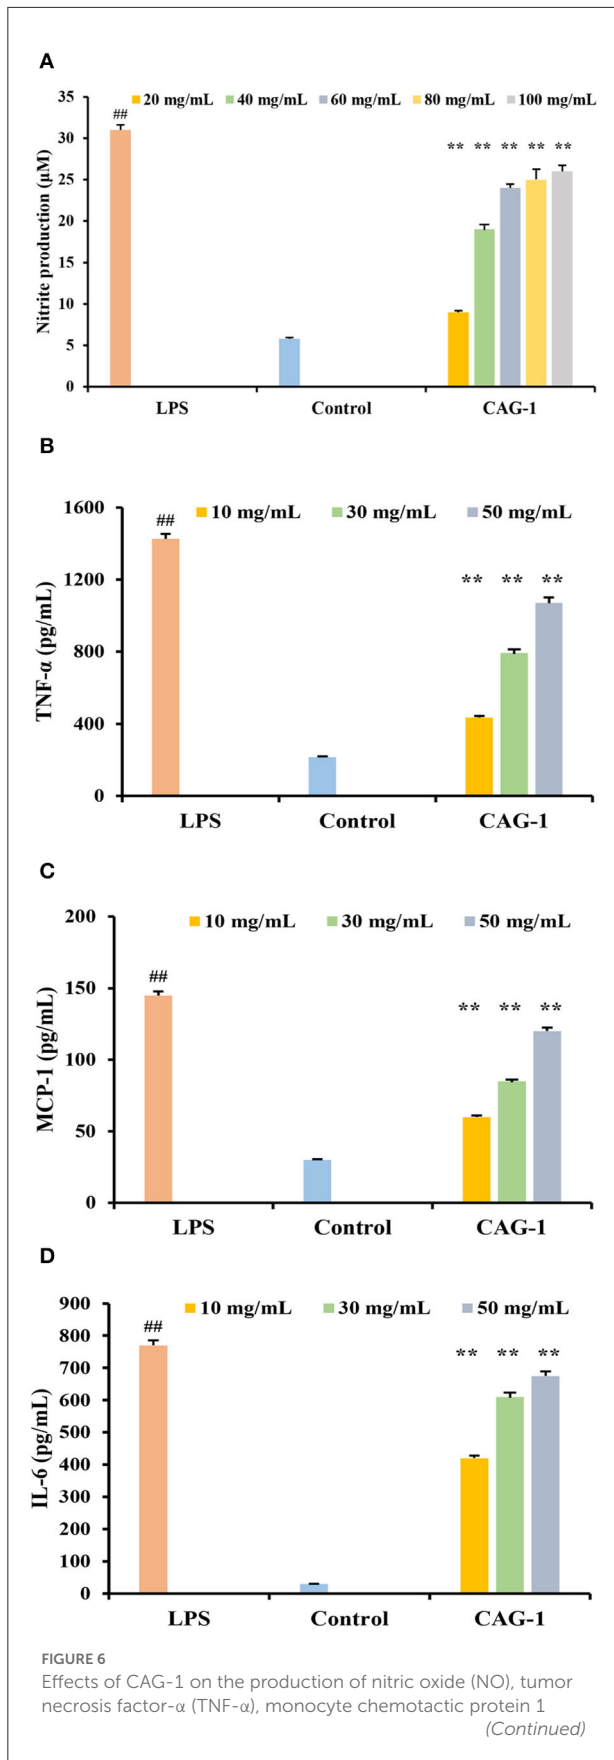 A
20 mg/mL 40 mg/mL 60 mg/mL 80 mg/mL 100 mg/mL
35
30
25
20
15
10
5
0
Nitrite production (μM)
##
** ** ** ** **
LPS Control CAG-1
B
10 mg/mL 30 mg/mL 50 mg/mL
1600
1200
800
400
0
TNF-α (pg/mL)
##
** ** **
LPS Control CAG-1
C
10 mg/mL 30 mg/mL 50 mg/mL
200
150
100
50
0
MCP-1 (pg/mL)
##
** ** **
LPS Control CAG-1
D
10 mg/mL 30 mg/mL 50 mg/mL
900
800
700
600
500
400
300
200
100
0
IL-6 (pg/mL)
##
** ** **
LPS Control CAG-1
FIGURE 6
Effects of CAG-1 on the production of nitric oxide (NO), tumor
necrosis factor-α (TNF-α), monocyte chemotactic protein 1
(Continued)